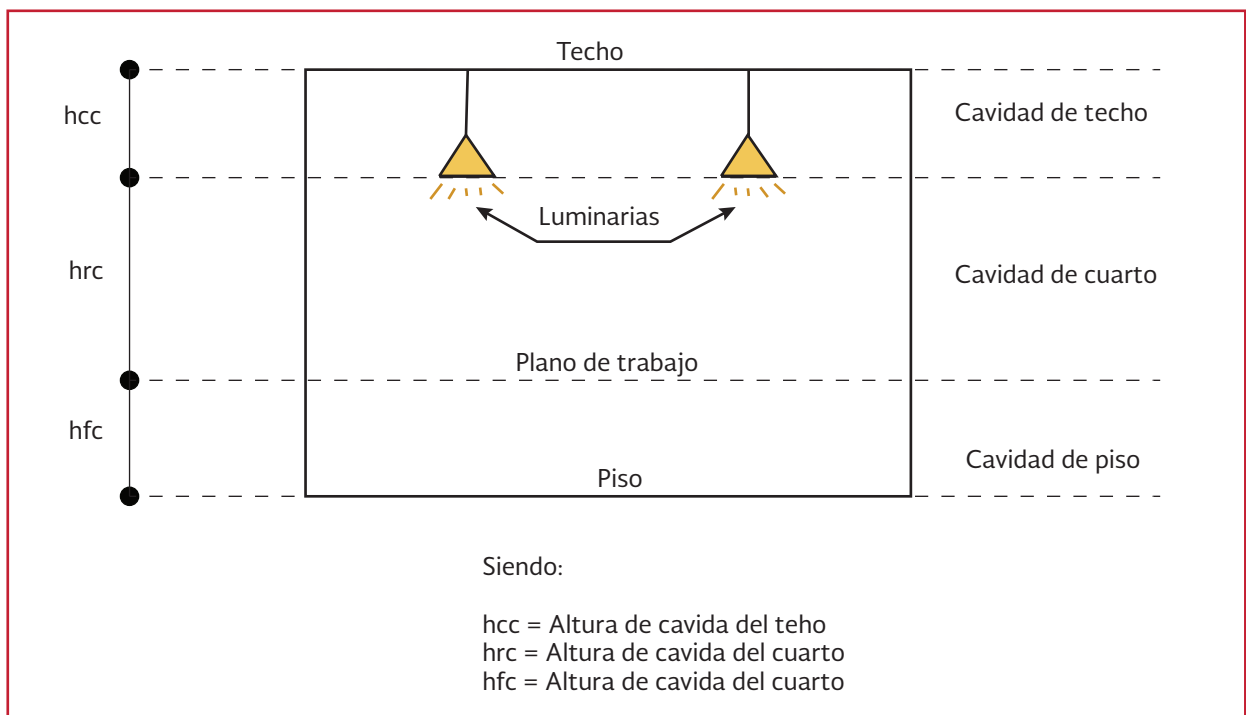 Techo
hcc
Cavidad de techo
Luminarias
hrc
Cavidad de cuarto
Plano de trabajo
hfc
Cavidad de piso
Piso
Siendo:
hcc = Altura de cavida del teho
hrc = Altura de cavida del cuarto
hfc = Altura de cavida del cuarto